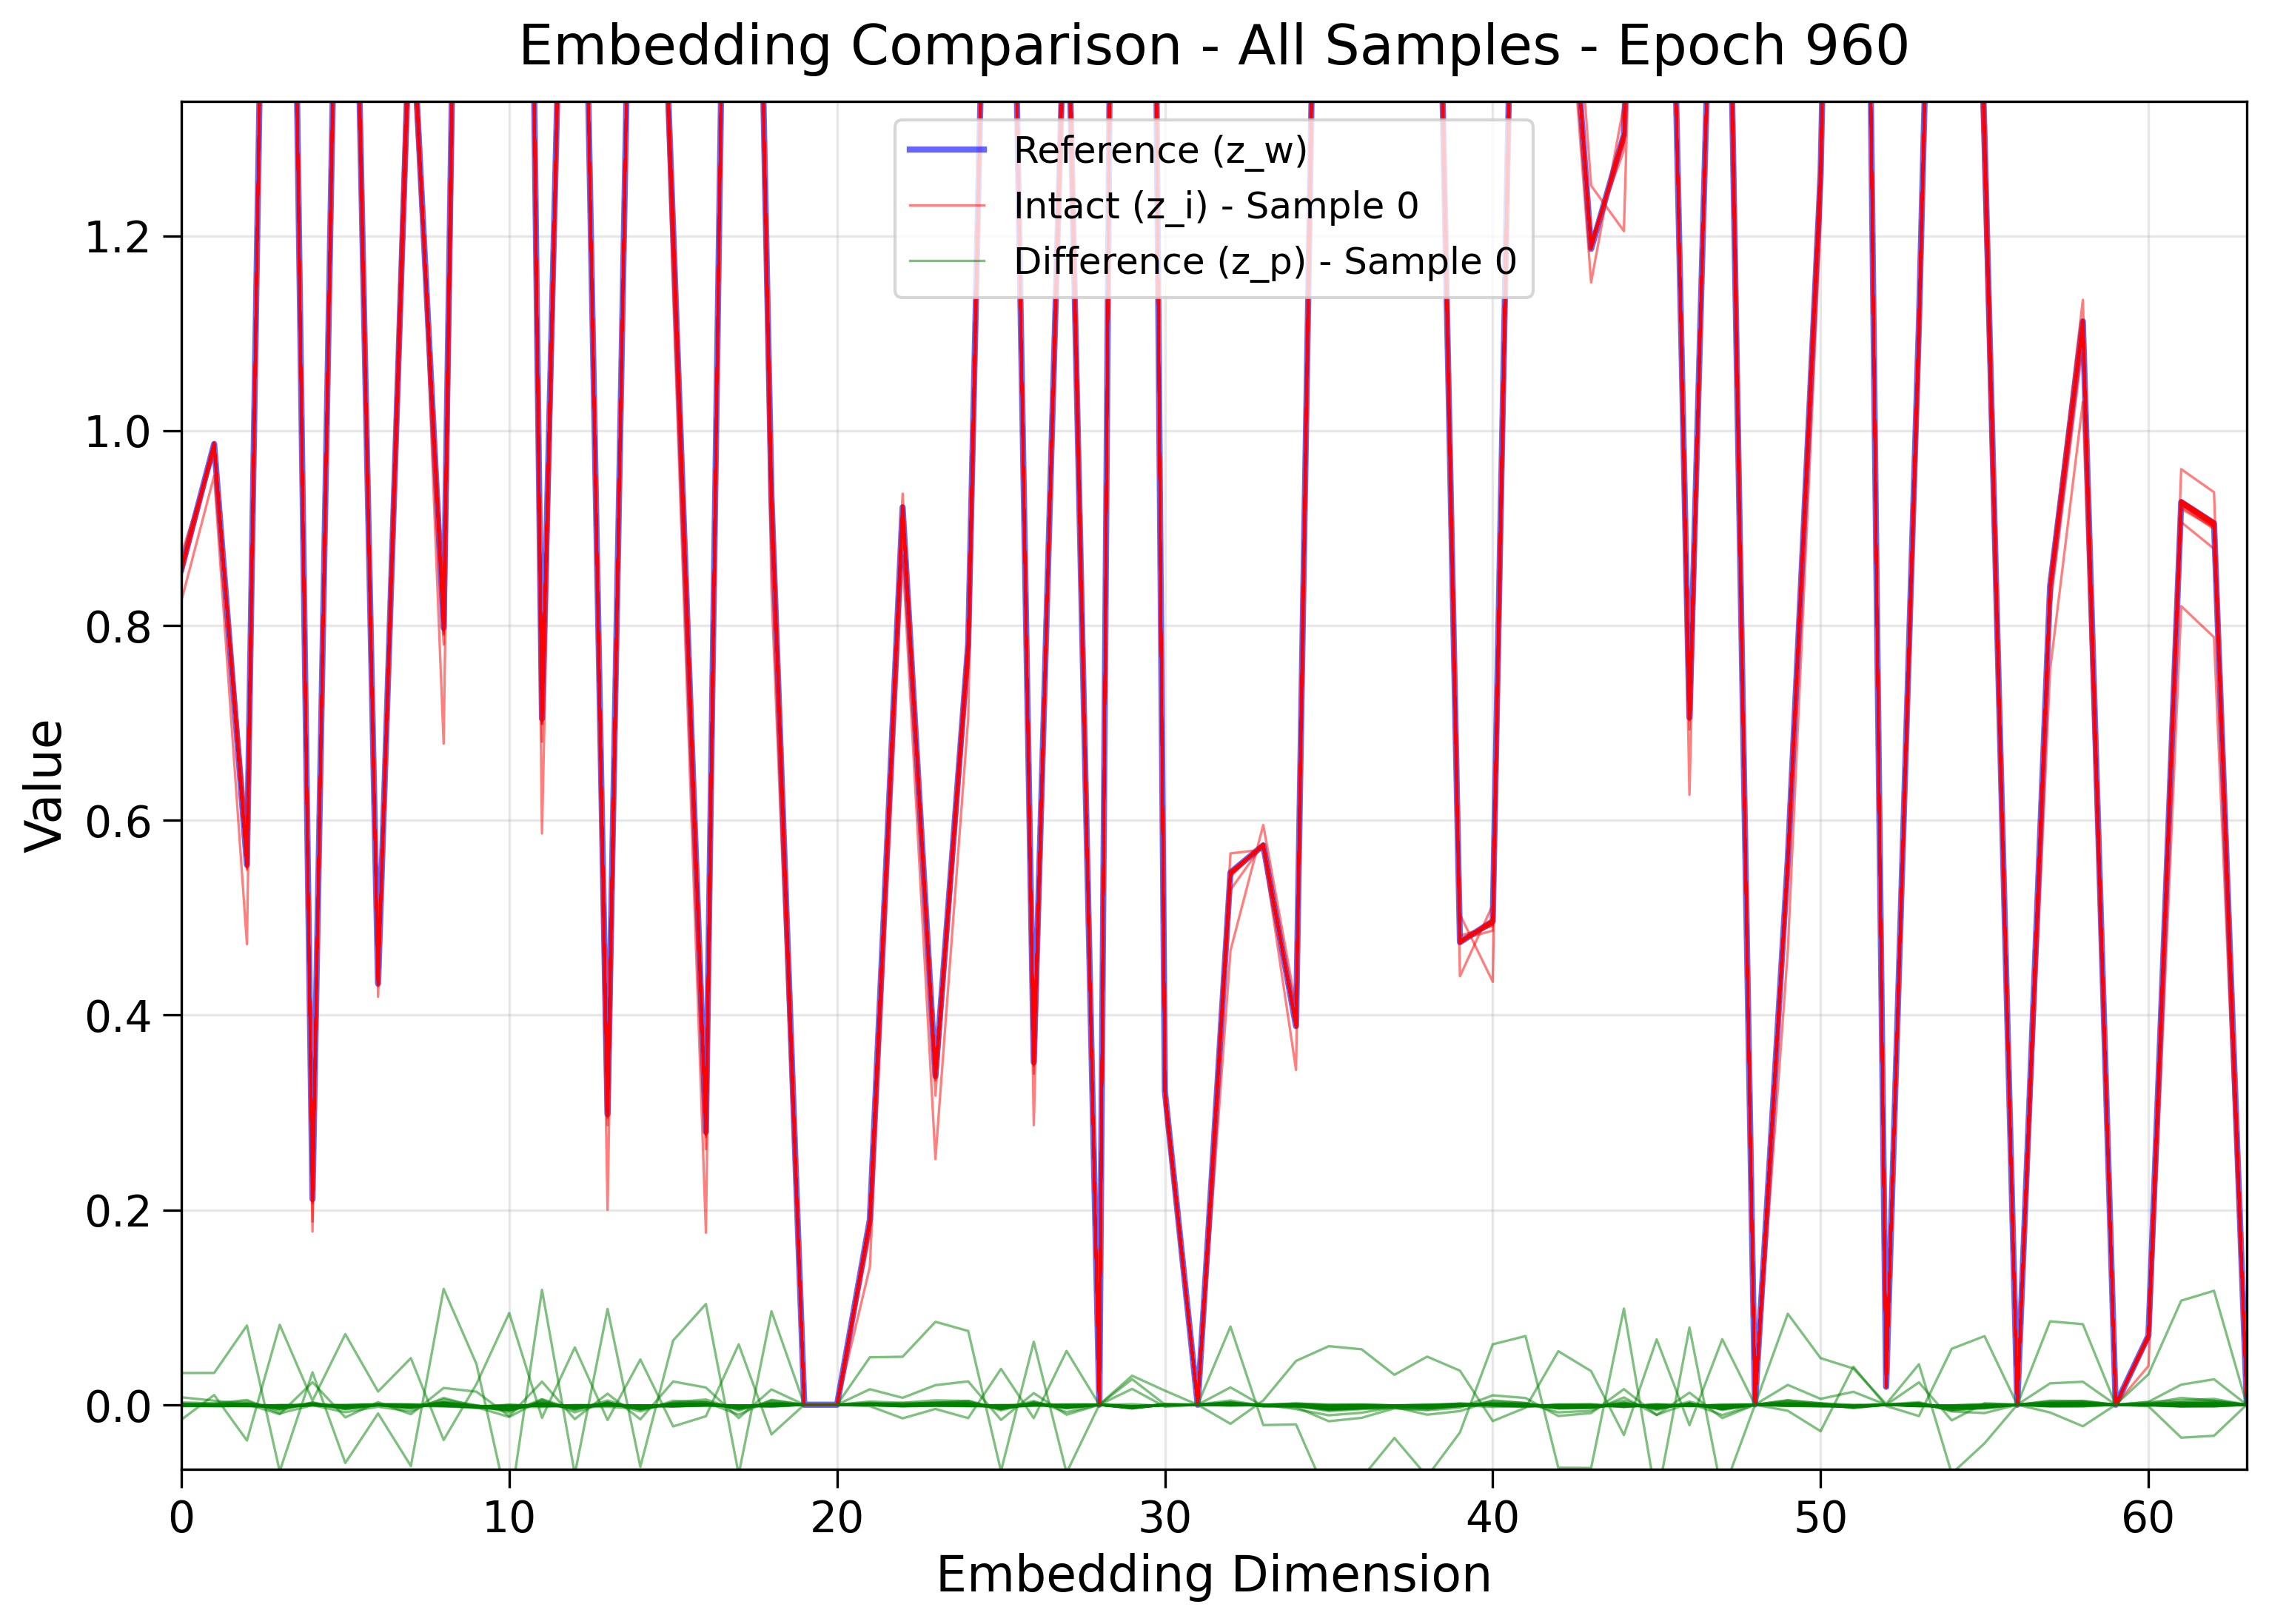 Embedding Comparison - All Samples - Epoch 960
Reference (z_w)
Intact (z_i) - Sample 0
Difference (z_p) - Sample 0
Value
1.2
1.0
0.8
0.6
0.4
0.2
0.0
0 10 20 30 40 50 60
Embedding Dimension